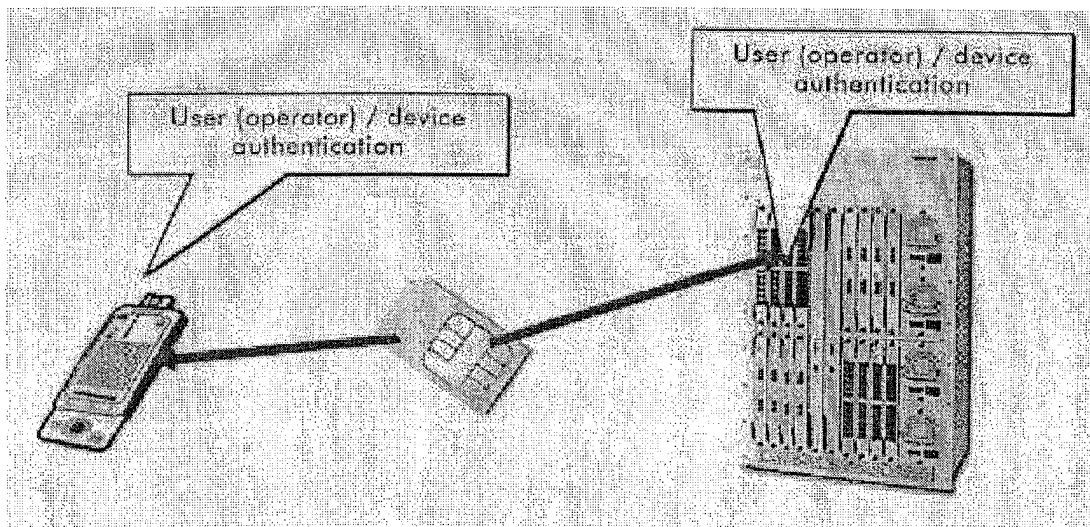 User (operator) / device
authentication
User (operator) / device
authentication